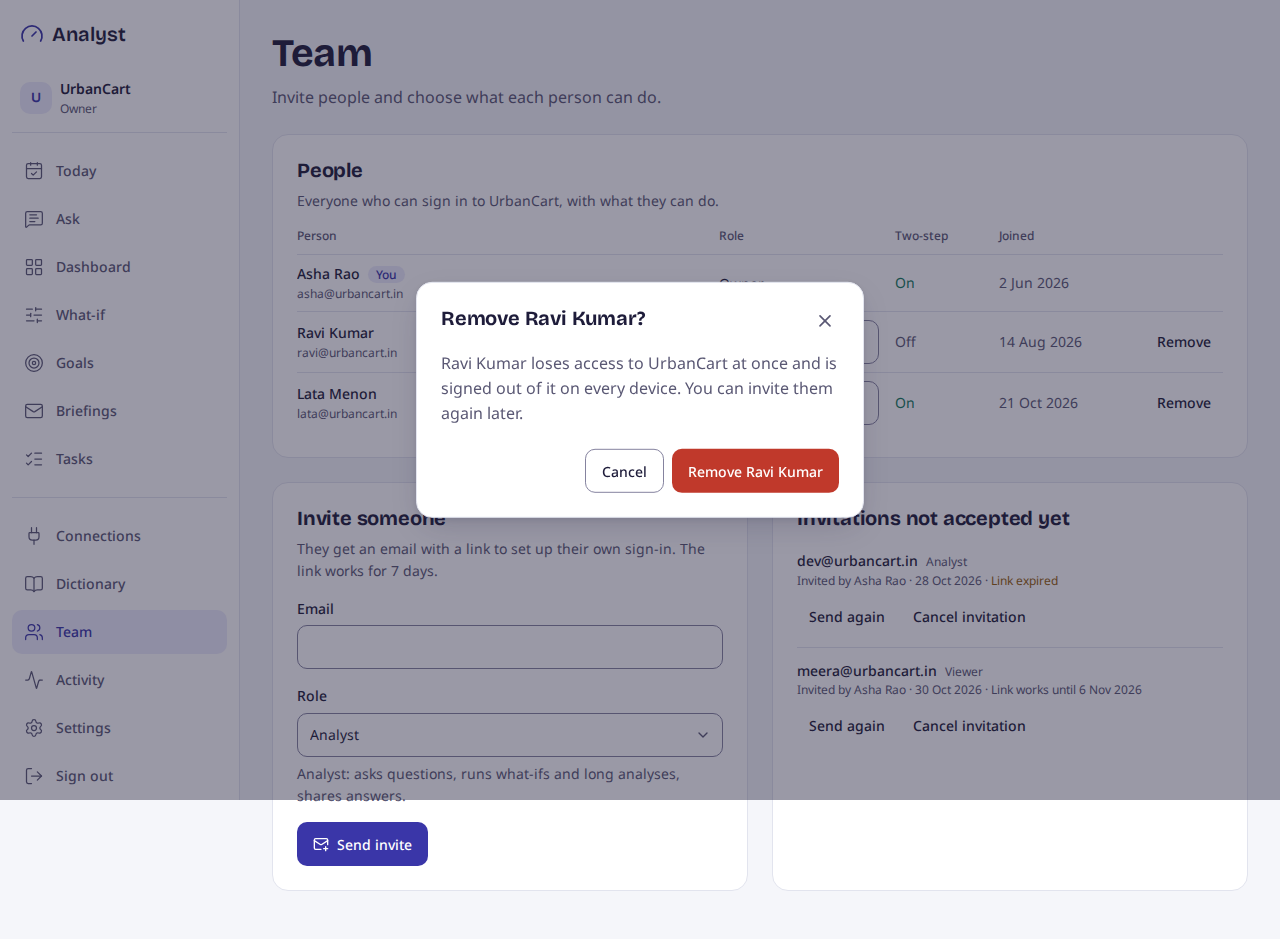 Analyst
U
UrbanCart
Owner
Today
Ask
Dashboard
What-if
Goals
Briefings
Tasks
Connections
Dictionary
Team
Activity
Settings
Sign out
Team
Invite people and choose what each person can do.
People
Everyone who can sign in to UrbanCart, with what they can do.
Person Role Two-step Joined
Asha Rao You
asha@urbancart.in
On 2 Jun 2026
Ravi Kumar
ravi@urbancart.in
Off 14 Aug 2026 Remove
Lata Menon
lata@urbancart.in
On 21 Oct 2026 Remove
Remove Ravi Kumar?
Ravi Kumar loses access to UrbanCart at once and is
signed out of it on every device. You can invite them
again later.
Cancel Remove Ravi Kumar
Invite someone
They get an email with a link to set up their own sign-in. The
link works for 7 days.
Email
Role
Analyst
Analyst: asks questions, runs what-ifs and long analyses,
shares answers.
Send invite
Invitations not accepted yet
dev@urbancart.in Analyst
Invited by Asha Rao · 28 Oct 2026 · Link expired
Send again Cancel invitation
meera@urbancart.in Viewer
Invited by Asha Rao · 30 Oct 2026 · Link works until 6 Nov 2026
Send again Cancel invitation